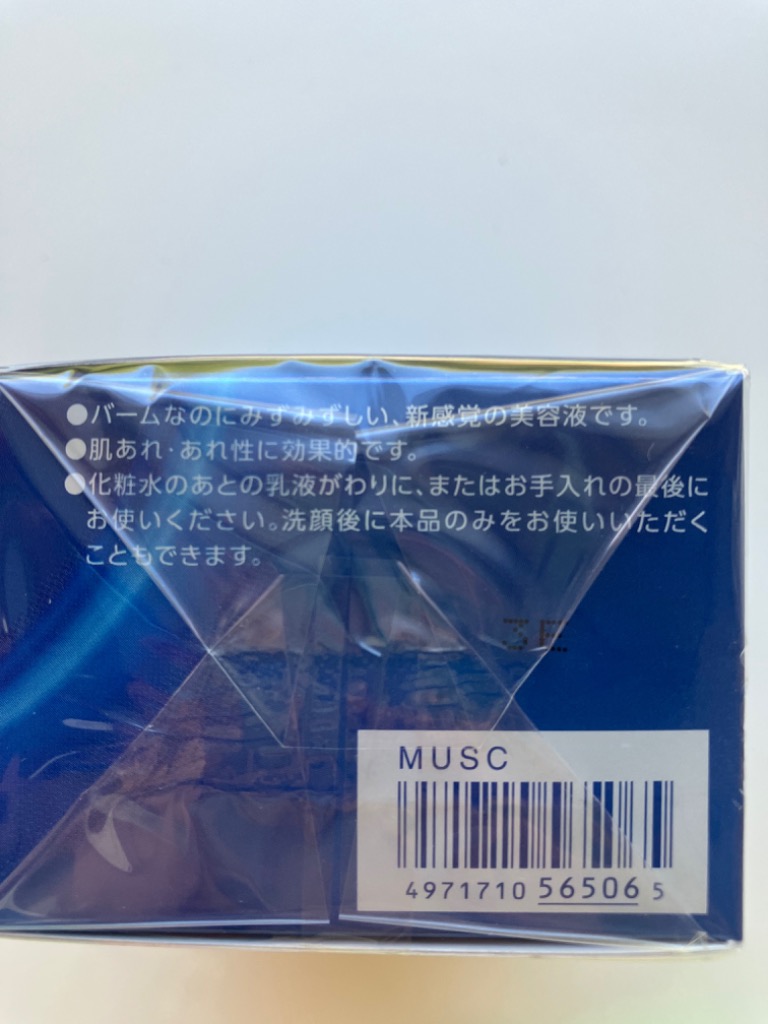 ●バームなのにみずみずしい、新感覚の美容液です。
●肌あれ・あれ性に効果的です。
●化粧水のあとの乳液がわりに、またはお手入れの最後に
お使いください。洗顔後に本品のみをお使いいただく
こともできます。
MUSC
4971710 56506 5